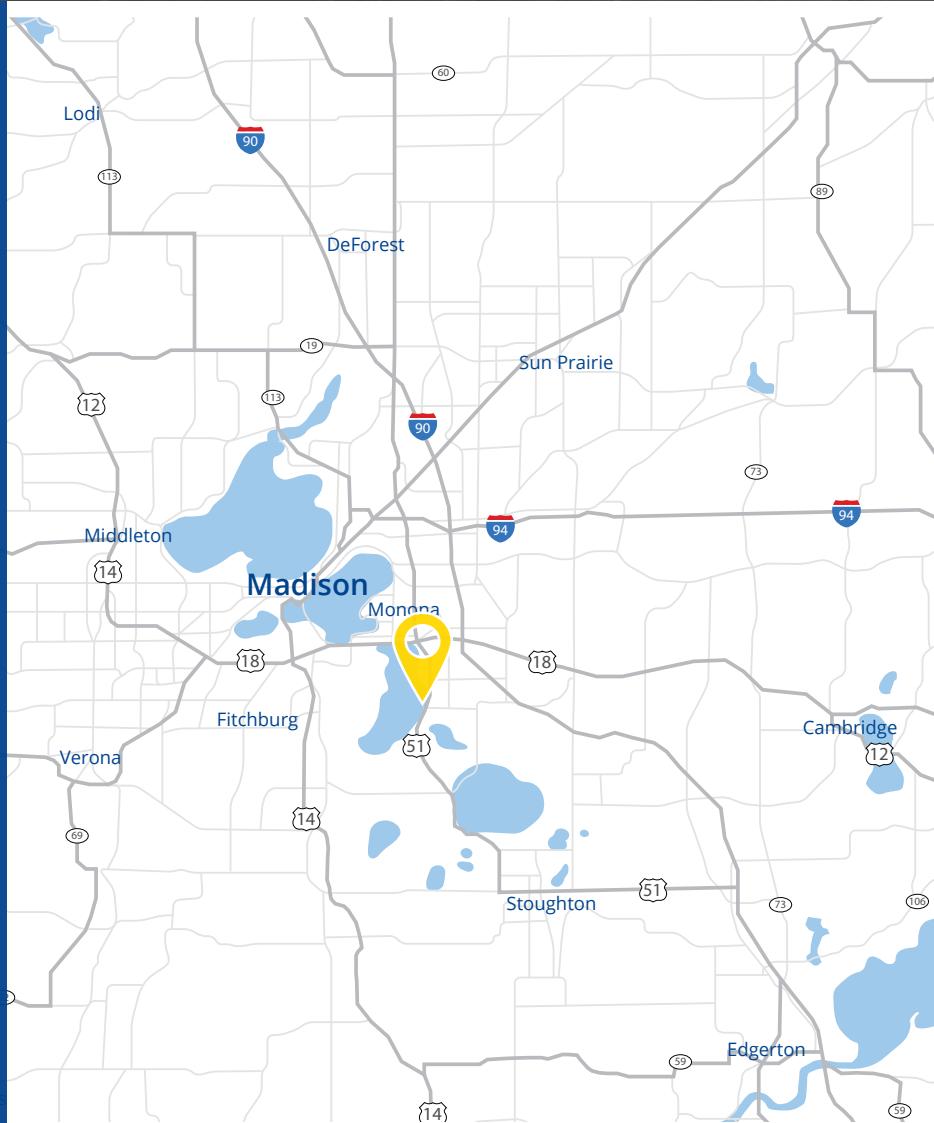 60
Lodi
90
113
89
DeForest
19
Sun Prairie
113
12
90
73
94
94
Middleton
14
Madison
Monona
18
18
Fitchburg
Cambridge
51
12
Verona
14
69
51
73
106
Stoughton
Edgerton
59
59
14